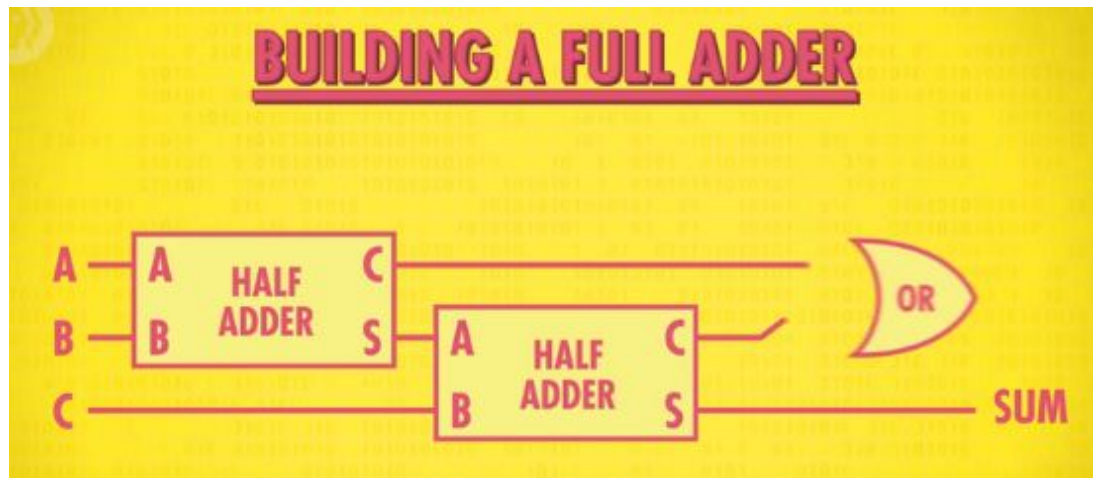 BUILDING A FULL ADDER
A A HALF ADDER C OR
B B S A HALF ADDER C
C B S SUM